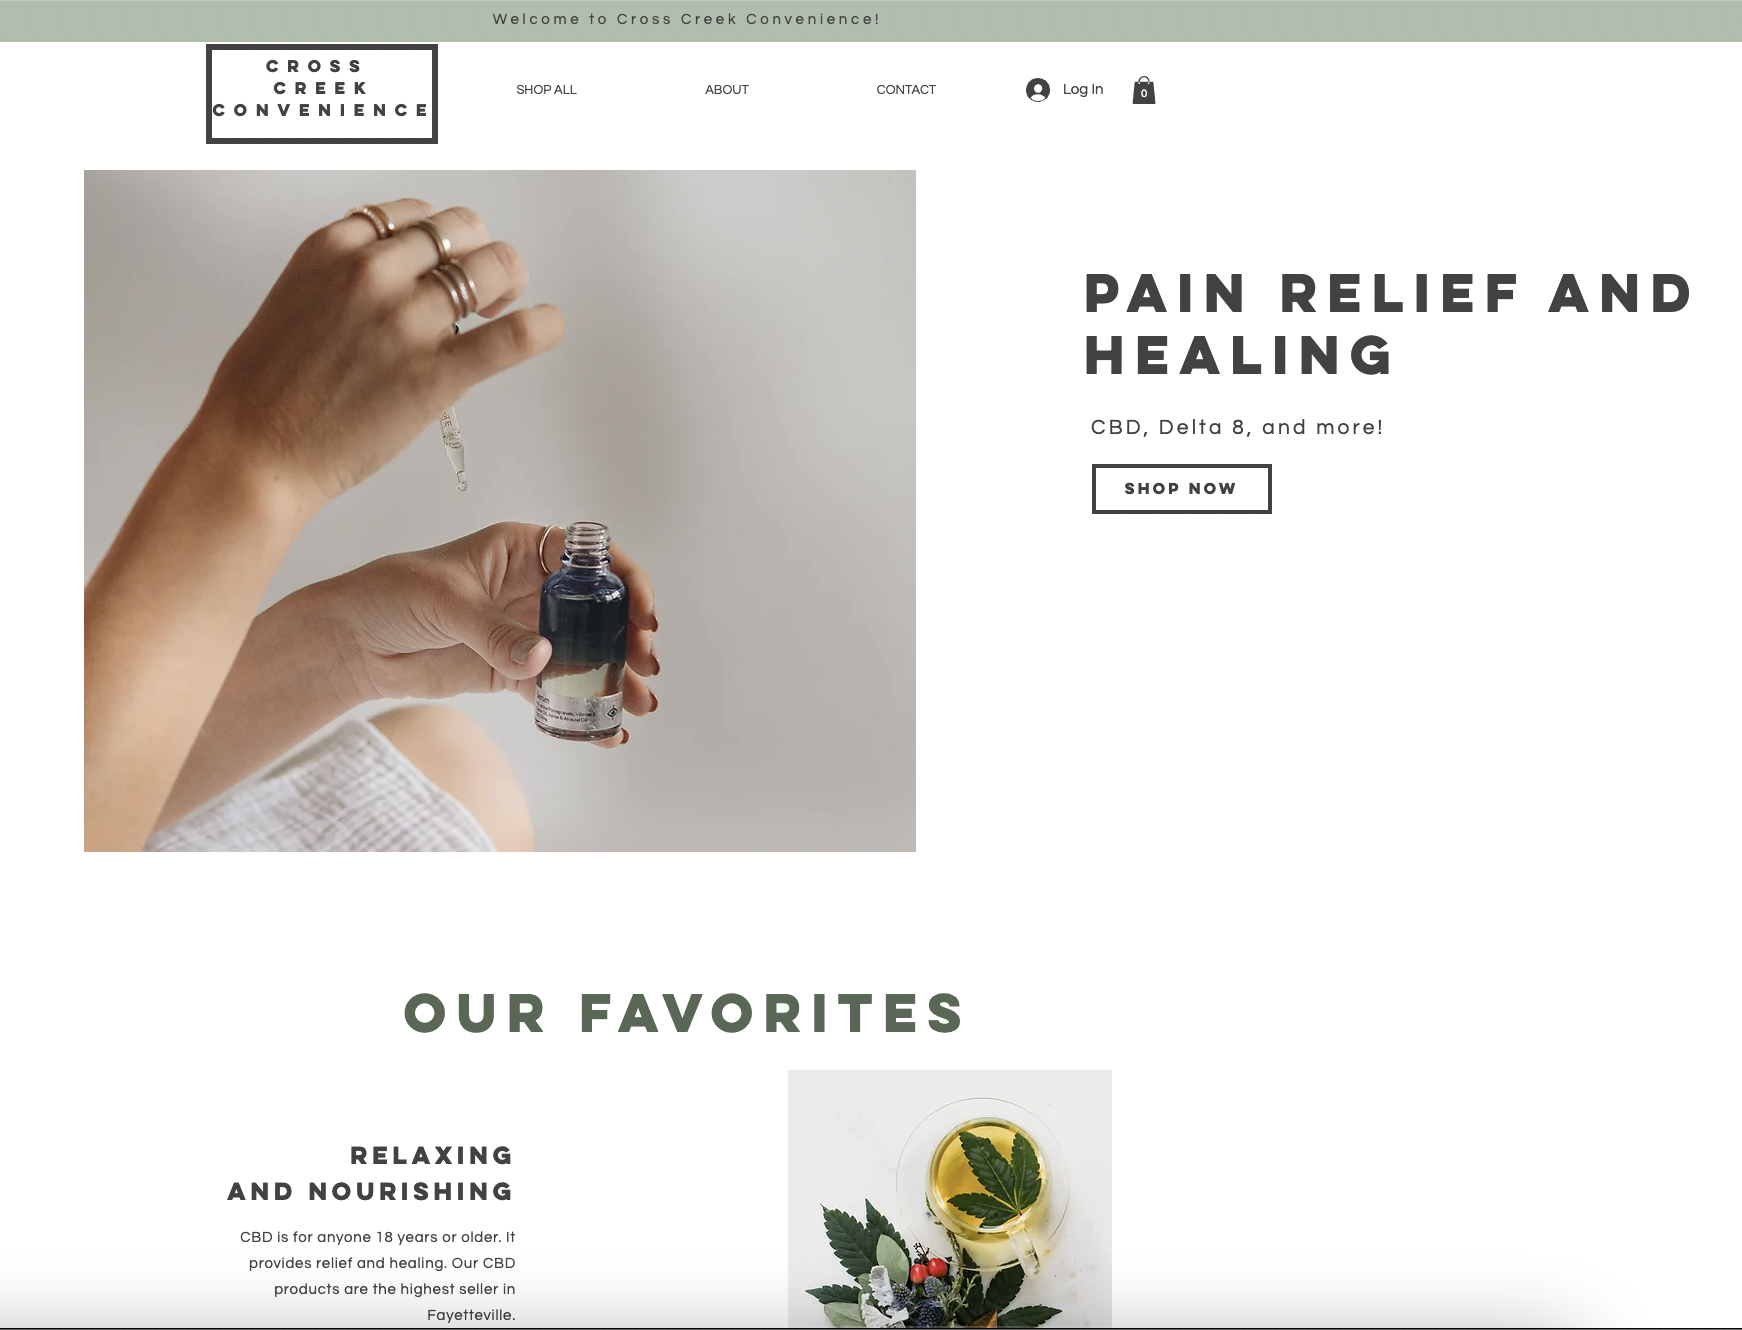 Welcome to Cross Creek Convenience!
CROSS
CREEK
CONVENIENCE
SHOP ALL
ABOUT
CONTACT
Log In
0
PAIN RELIEF AND
HEALING
CBD, Delta 8, and more!
SHOP NOW
Serum
OUR FAVORITES
RELAXING
AND NOURISHING
CBD is for anyone 18 years or older. It
provides relief and healing. Our CBD
products are the highest seller in
Fayetteville.